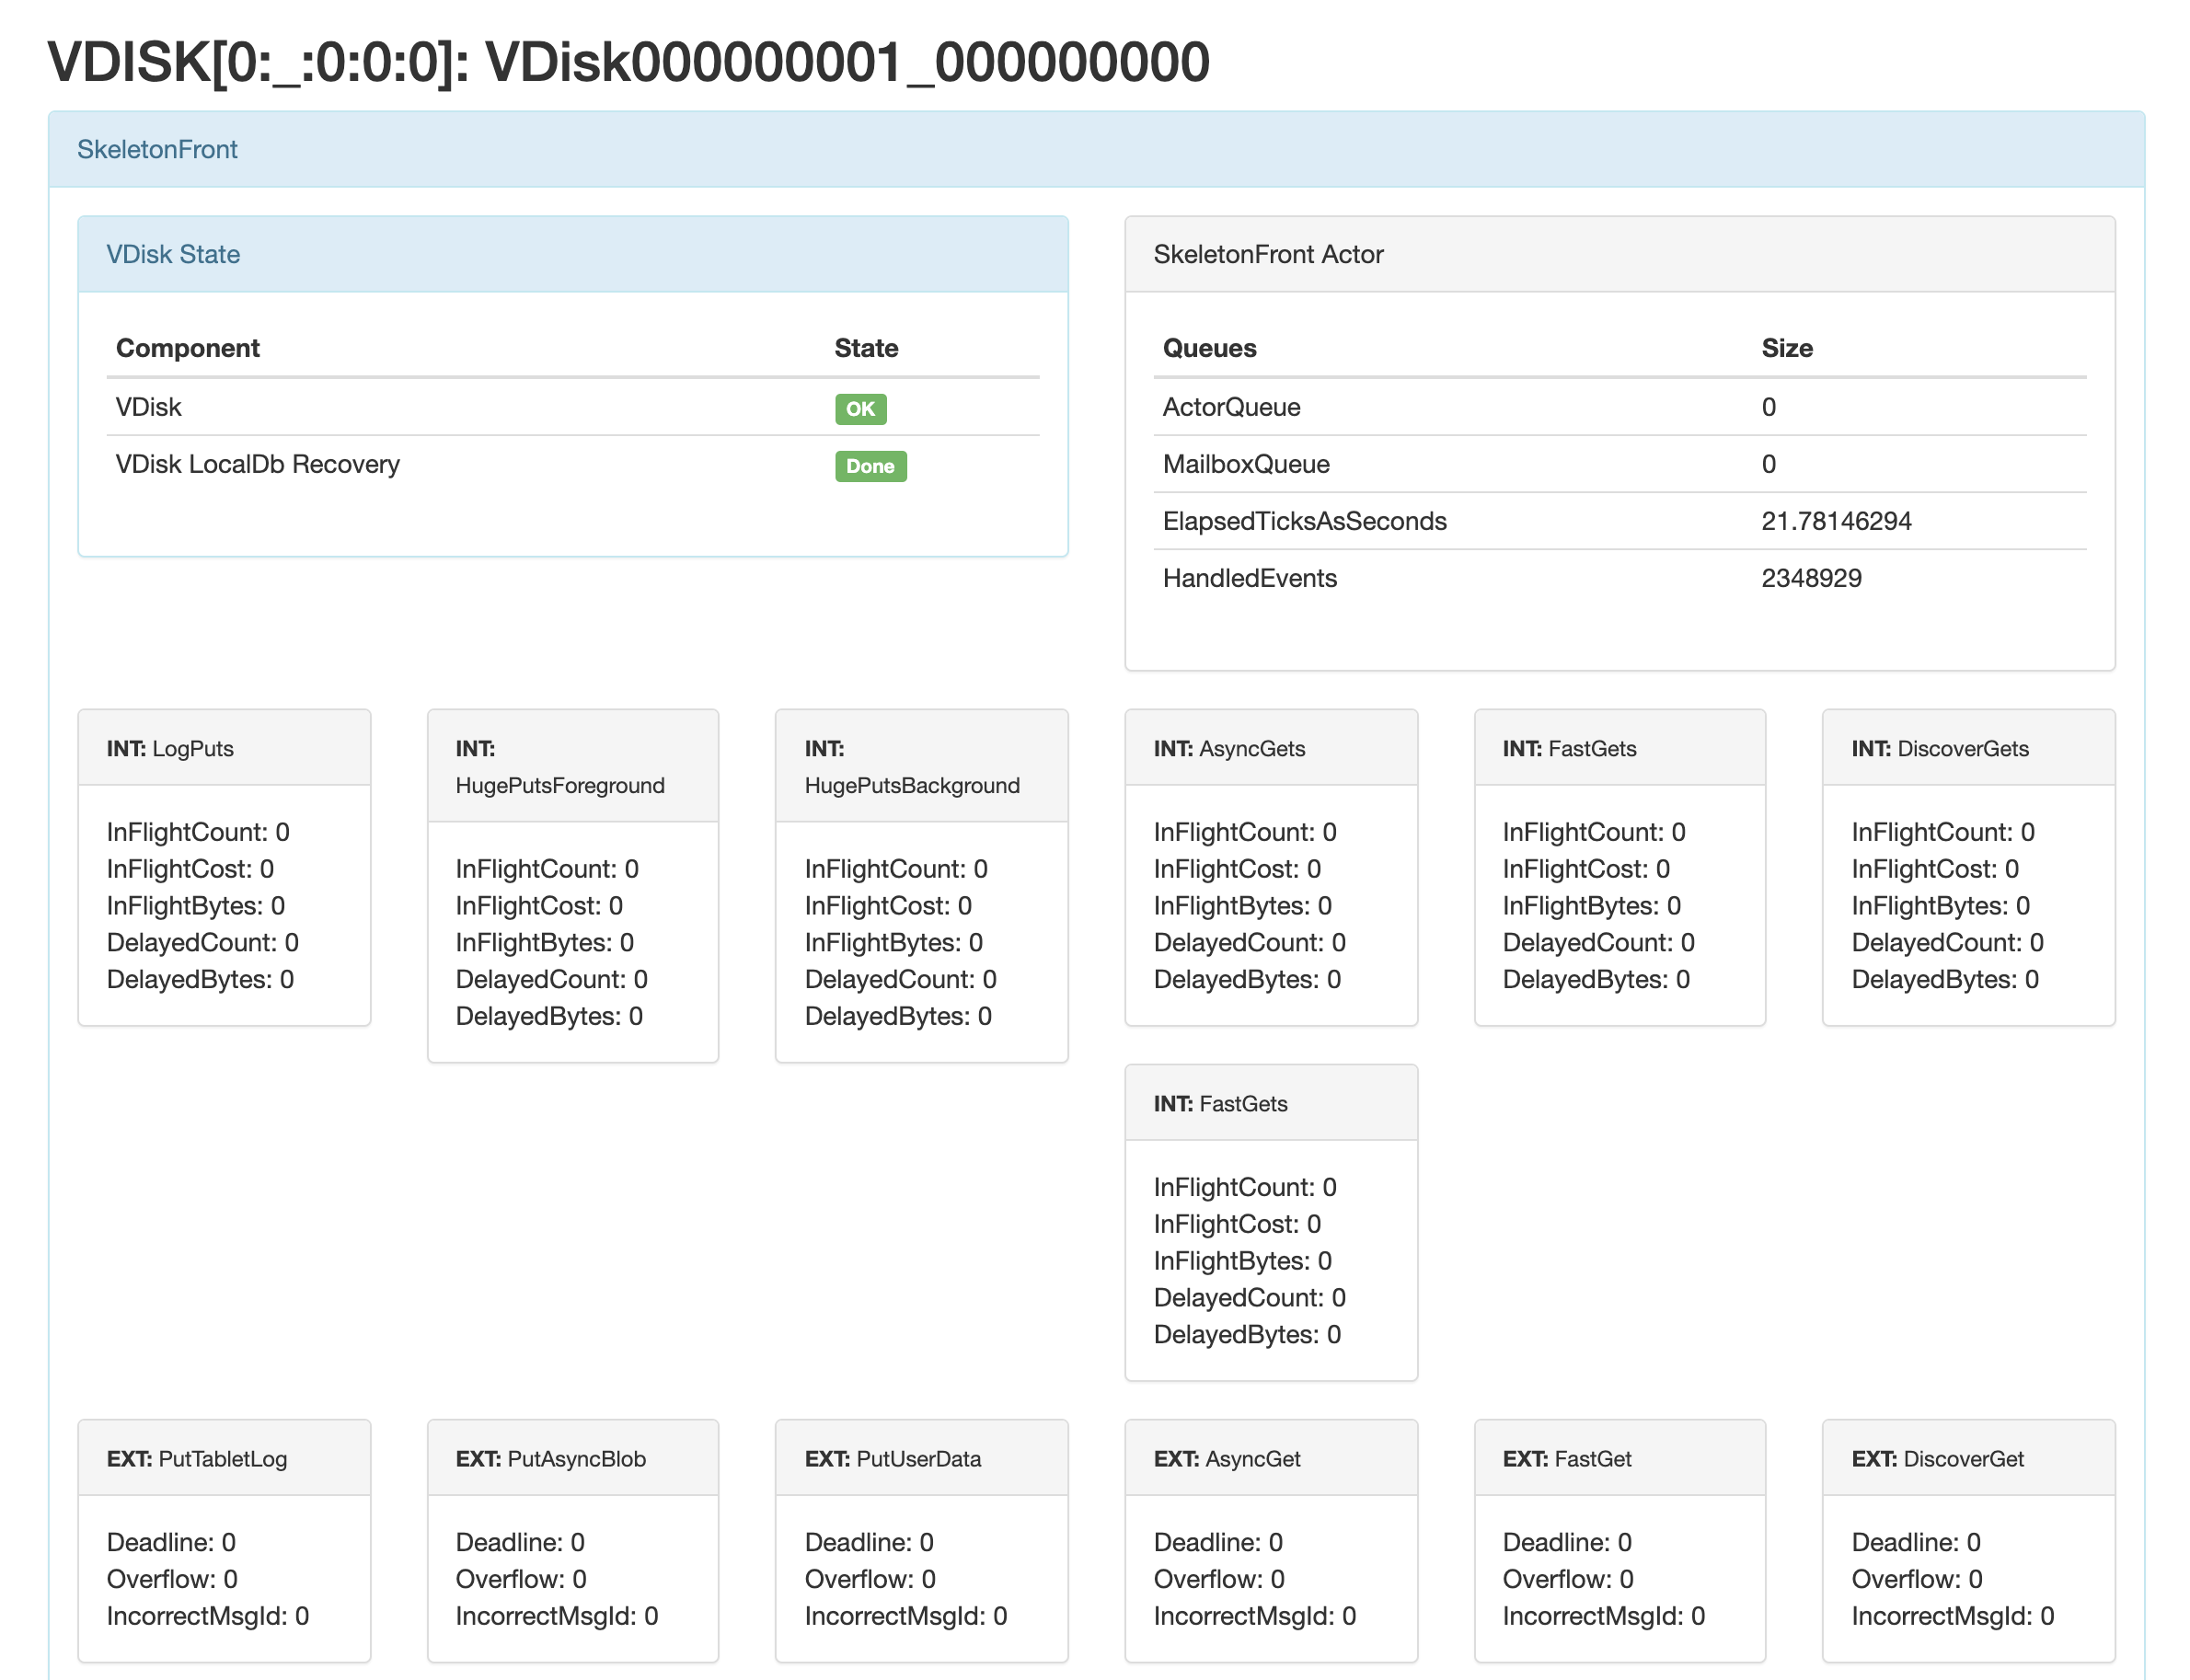 VDISK[0:_:0:0:0]: VDisk000000001_000000000
SkeletonFront
VDisk State
Component State
VDisk OK
VDisk LocalDb Recovery Done
SkeletonFront Actor
Queues Size
ActorQueue 0
MailboxQueue 0
ElapsedTicksAsSeconds 21.78146294
HandledEvents 2348929
INT: LogPuts
InFlightCount: 0
InFlightCost: 0
InFlightBytes: 0
DelayedCount: 0
DelayedBytes: 0
INT:
HugePutsForeground
InFlightCount: 0
InFlightCost: 0
InFlightBytes: 0
DelayedCount: 0
DelayedBytes: 0
INT:
HugePutsBackground
InFlightCount: 0
InFlightCost: 0
InFlightBytes: 0
DelayedCount: 0
DelayedBytes: 0
INT: AsyncGets
InFlightCount: 0
InFlightCost: 0
InFlightBytes: 0
DelayedCount: 0
DelayedBytes: 0
INT: FastGets
InFlightCount: 0
InFlightCost: 0
InFlightBytes: 0
DelayedCount: 0
DelayedBytes: 0
INT: DiscoverGets
InFlightCount: 0
InFlightCost: 0
InFlightBytes: 0
DelayedCount: 0
DelayedBytes: 0
INT: FastGets
InFlightCount: 0
InFlightCost: 0
InFlightBytes: 0
DelayedCount: 0
DelayedBytes: 0
EXT: PutTabletLog
Deadline: 0
Overflow: 0
IncorrectMsgId: 0
EXT: PutAsyncBlob
Deadline: 0
Overflow: 0
IncorrectMsgId: 0
EXT: PutUserData
Deadline: 0
Overflow: 0
IncorrectMsgId: 0
EXT: AsyncGet
Deadline: 0
Overflow: 0
IncorrectMsgId: 0
EXT: FastGet
Deadline: 0
Overflow: 0
IncorrectMsgId: 0
EXT: DiscoverGet
Deadline: 0
Overflow: 0
IncorrectMsgId: 0